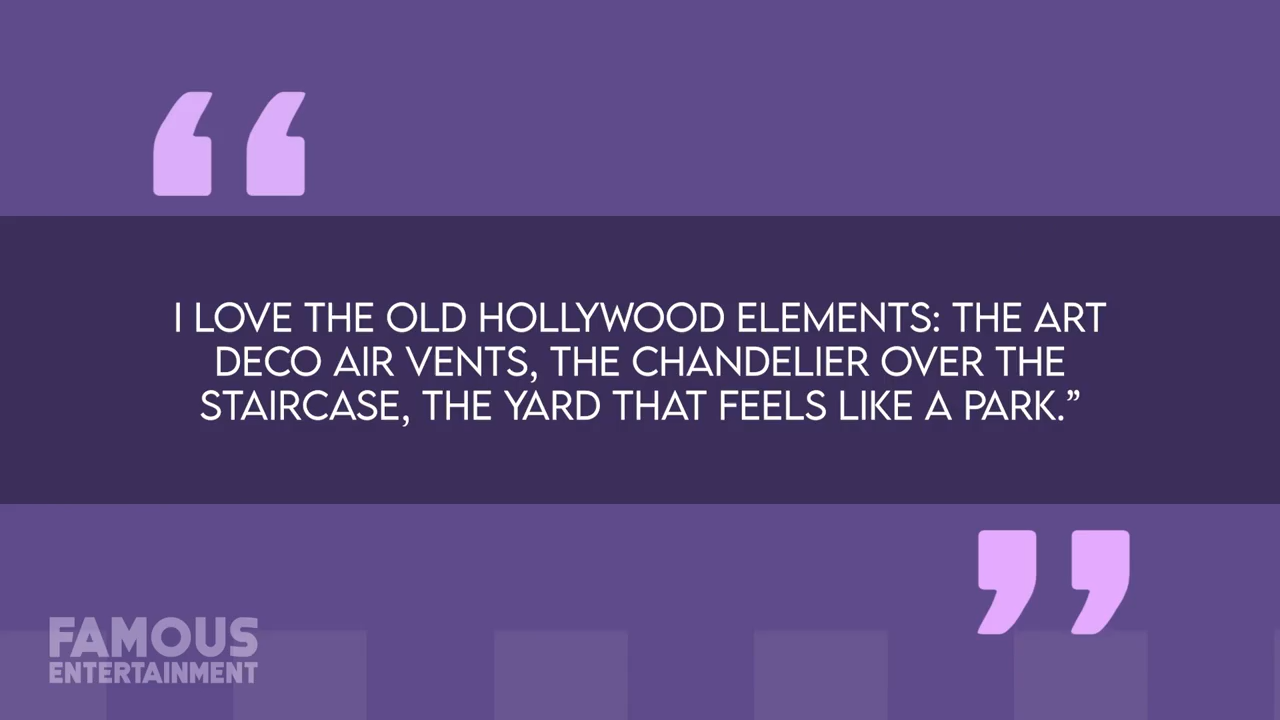 “
I LOVE THE OLD HOLLYWOOD ELEMENTS: THE ART
DECO AIR VENTS, THE CHANDELIER OVER THE
STAIRCASE, THE YARD THAT FEELS LIKE A PARK.”
”
FAMOUS
ENTERTAINMENT